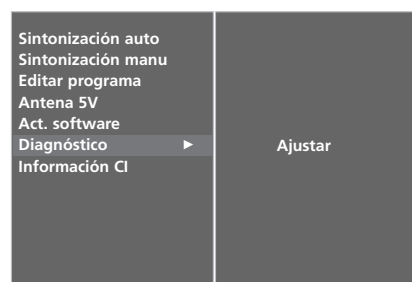 Sintonización auto
Sintonización manu
Editar programa
Antena 5V
Act. software
Diagnóstico ►
Ajustar
Información CI